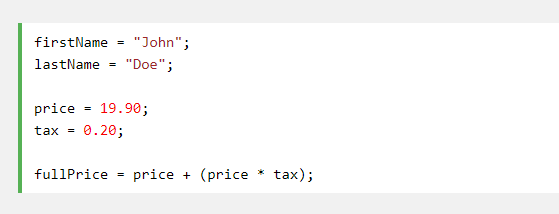 firstName = "John";
lastName = "Doe";
price = 19.90;
tax = 0.20;
fullPrice = price + (price * tax);